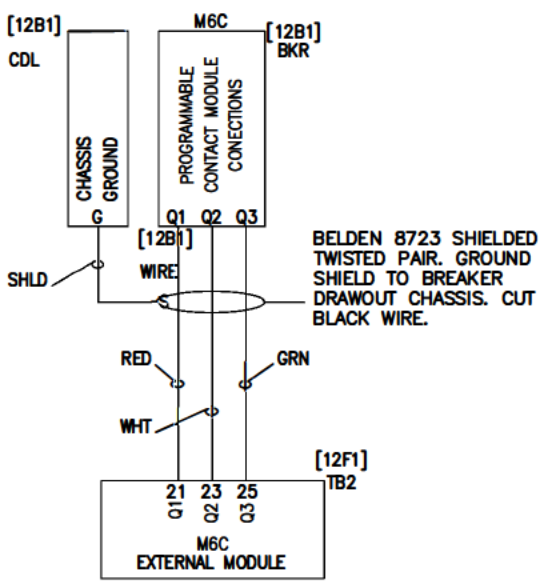 [12B1]
CDL
CHASSIS
GROUND
G
M6C
[12B1]
BKR
PROGRAMMABLE
CONTACT MODULE
CONECTIONS
Q1 Q2 Q3
[12B1]
WIRE
SHLD
BELDEN 8723 SHIELDED
TWISTED PAIR. GROUND
SHIELD TO BREAKER
DRAWOUT CHASSIS. CUT
BLACK WIRE.
S
RED
GRN
WHT
[12F1]
TB2
21 23 25
Q1 Q2 Q3
M6C
EXTERNAL MODULE